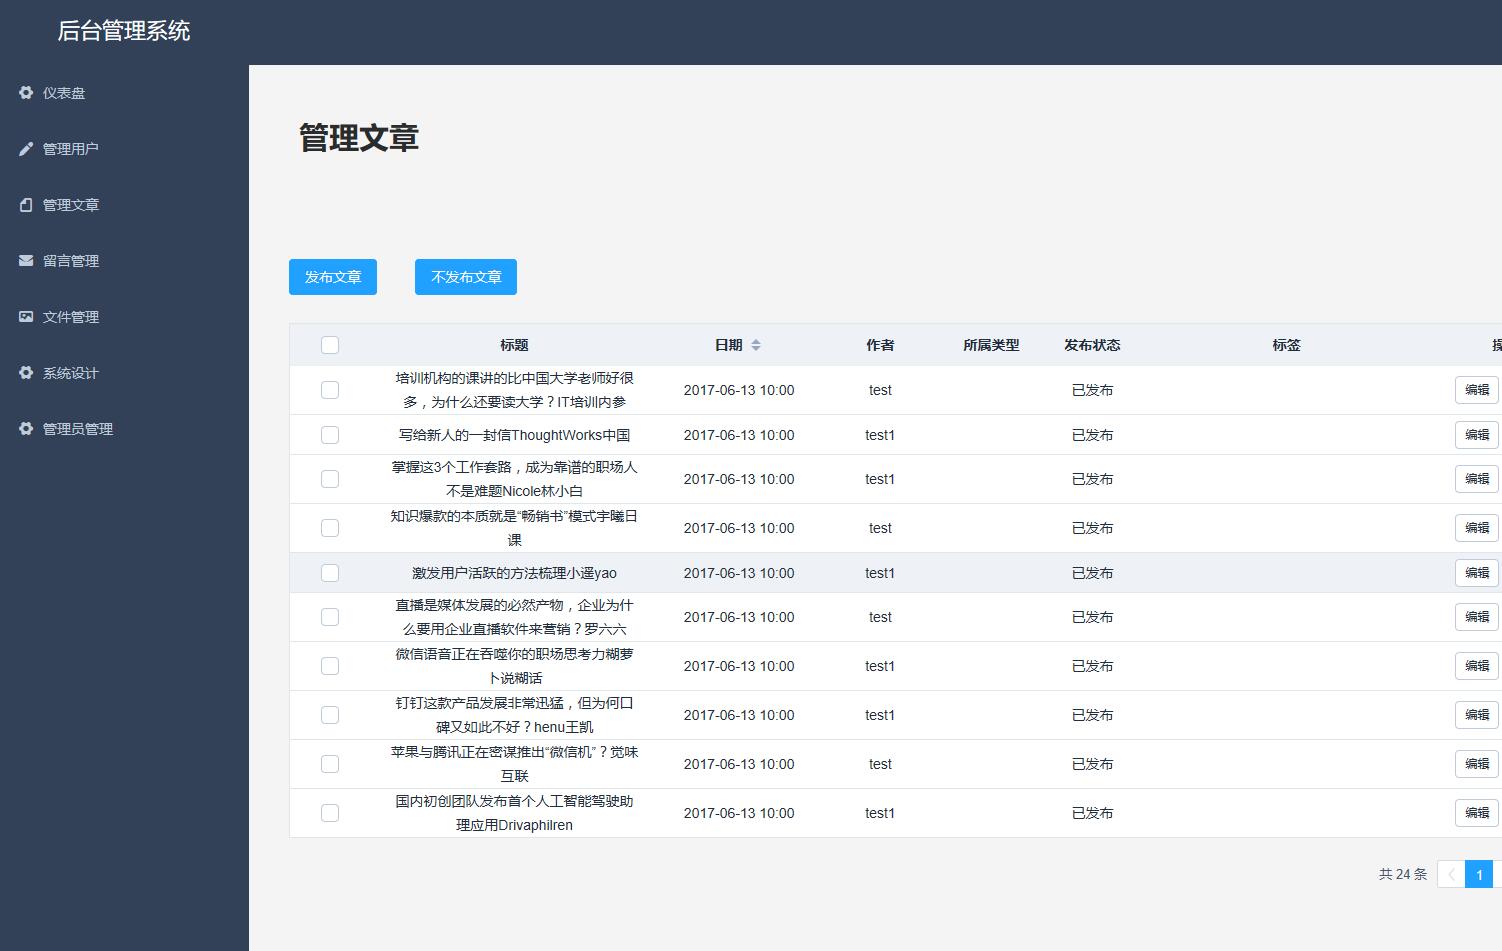 后台管理系统
仪表盘
管理用户
管理文章
留言管理
文件管理
系统设计
管理员管理
管理文章
发布文章 不发布文章
标题 日期 作者 所属类型 发布状态 标签
培训机构的课讲的比中国大学老师好很
多，为什么还要读大学？IT培训内参 2017-06-13 10:00 test 已发布 编辑
写给新人的一封信ThoughtWorks中国 2017-06-13 10:00 test1 已发布 编辑
掌握这3个工作套路，成为靠谱的职场人
不是难题Nicole林小白 2017-06-13 10:00 test1 已发布 编辑
知识爆款的本质就是“畅销书”模式宇曦日
课 2017-06-13 10:00 test 已发布 编辑
激发用户活跃的方法梳理小遥yao 2017-06-13 10:00 test1 已发布 编辑
直播是媒体发展的必然产物，企业为什
么要用企业直播软件来营销？罗六六 2017-06-13 10:00 test 已发布 编辑
微信语音正在吞噬你的职场思考力糊萝
卜说糊话 2017-06-13 10:00 test1 已发布 编辑
钉钉这款产品发展非常迅猛，但为何口
碑又如此不好？henu王凯 2017-06-13 10:00 test1 已发布 编辑
苹果与腾讯正在密谋推出“微信机”？觉味
互联 2017-06-13 10:00 test 已发布 编辑
国内初创团队发布首个人工智能驾驶助
理应用Drivaphilren 2017-06-13 10:00 test1 已发布 编辑
共 24 条 1